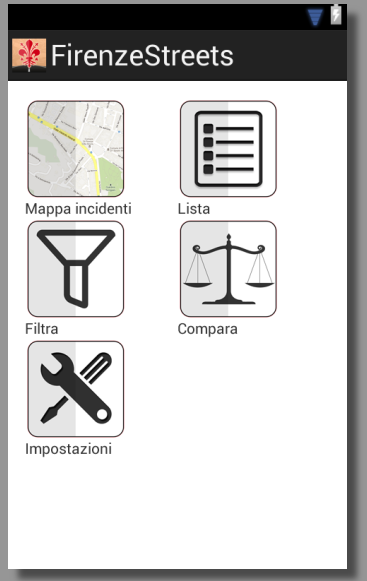 FirenzeStreets
Mappa incidenti
Lista
Filtra
Compara
Impostazioni